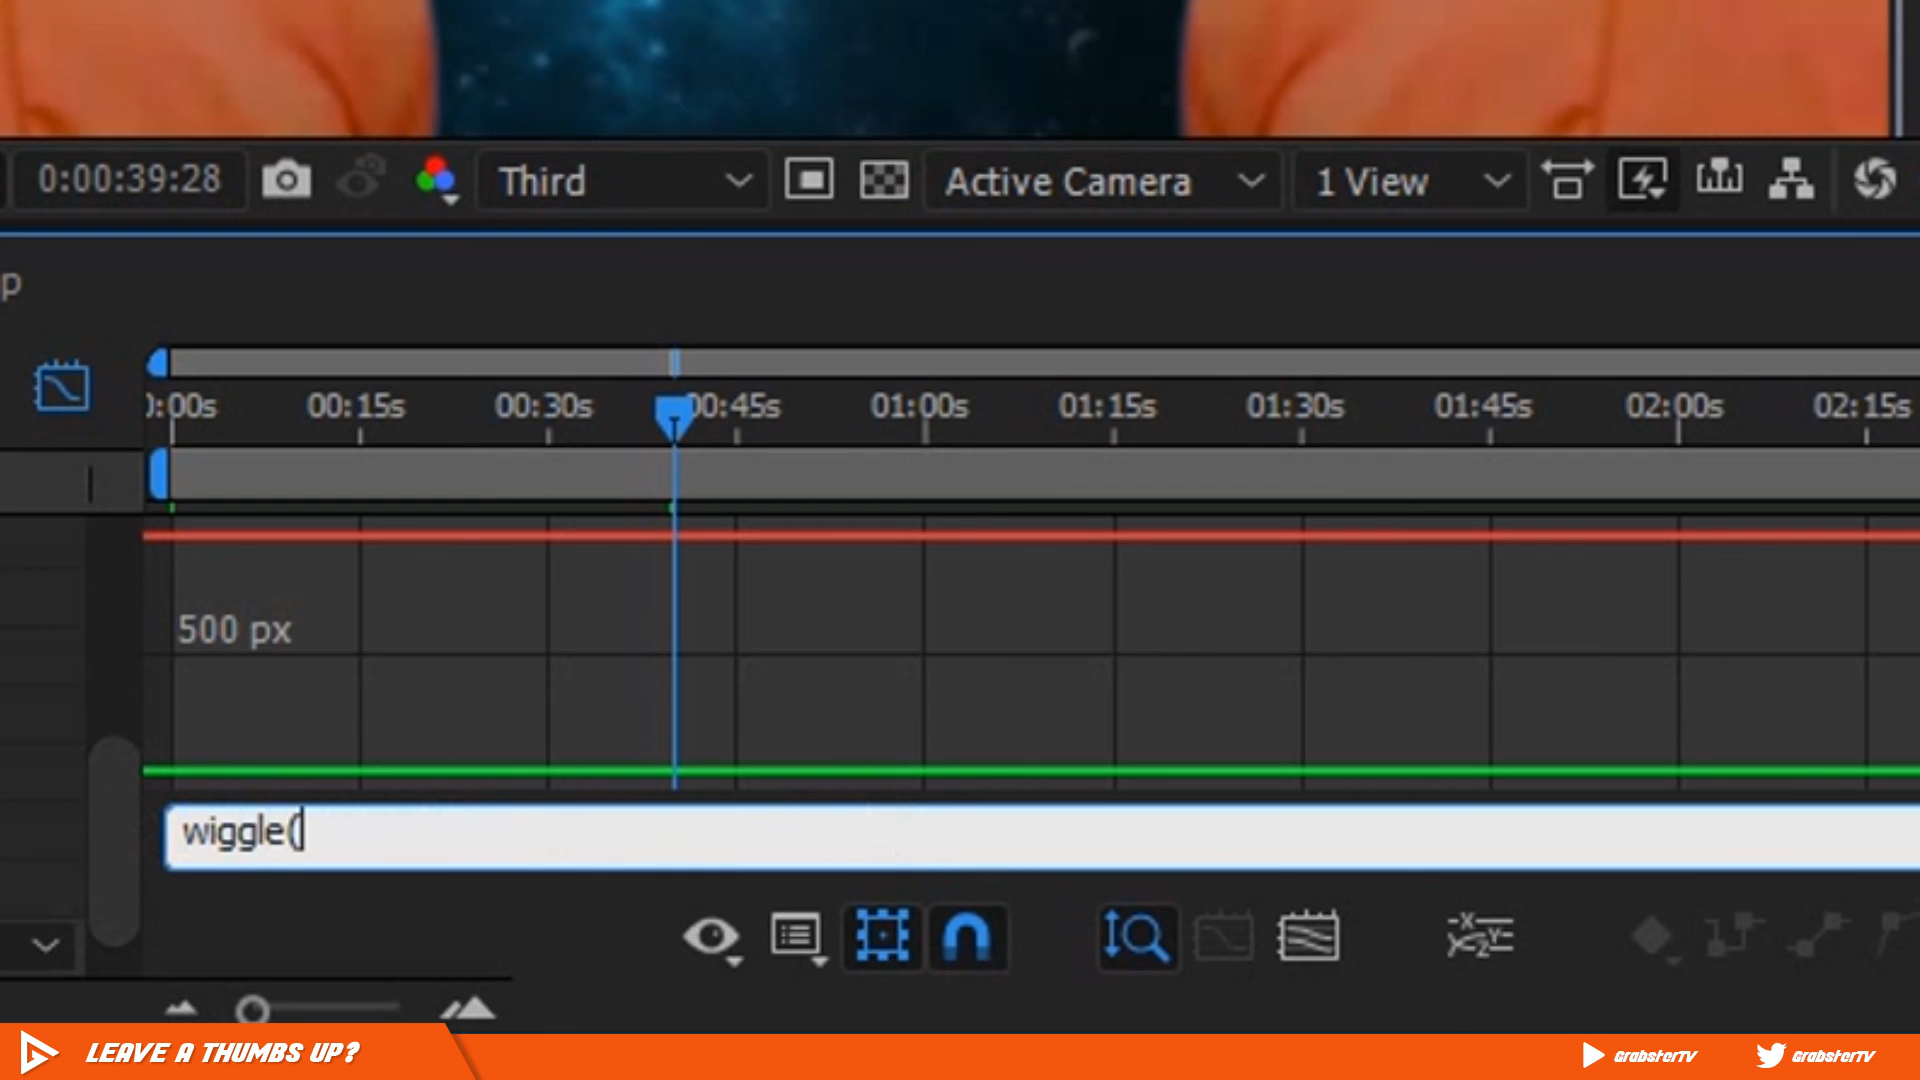 0:00:39:28 Third Active Camera 1 View
p
0:00s 00:15s 00:30s 00:45s 01:00s 01:15s 01:30s 01:45s 02:00s 02:15s
500 px
wiggle(
LEAVE A THUMBS UP? GrabsterTV GrabsterTV